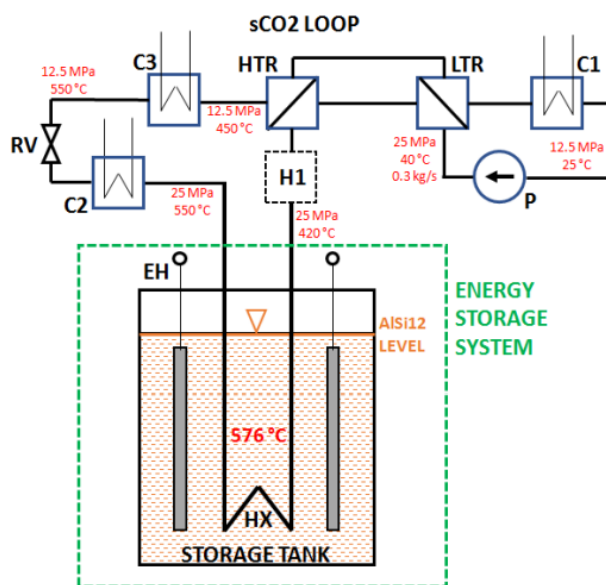 sCO2 LOOP
C3
HTR
LTR
C1
12.5 MPa
550 °C
12.5 MPa
450 °C
RV
25 MPa
40 °C
0.3 kg/s
12.5 MPa
25 °C
P
H1
C2
25 MPa
550 °C
25 MPa
420 °C
EH
AlSi12
LEVEL
ENERGY
STORAGE
SYSTEM
576 °C
HX
STORAGE TANK